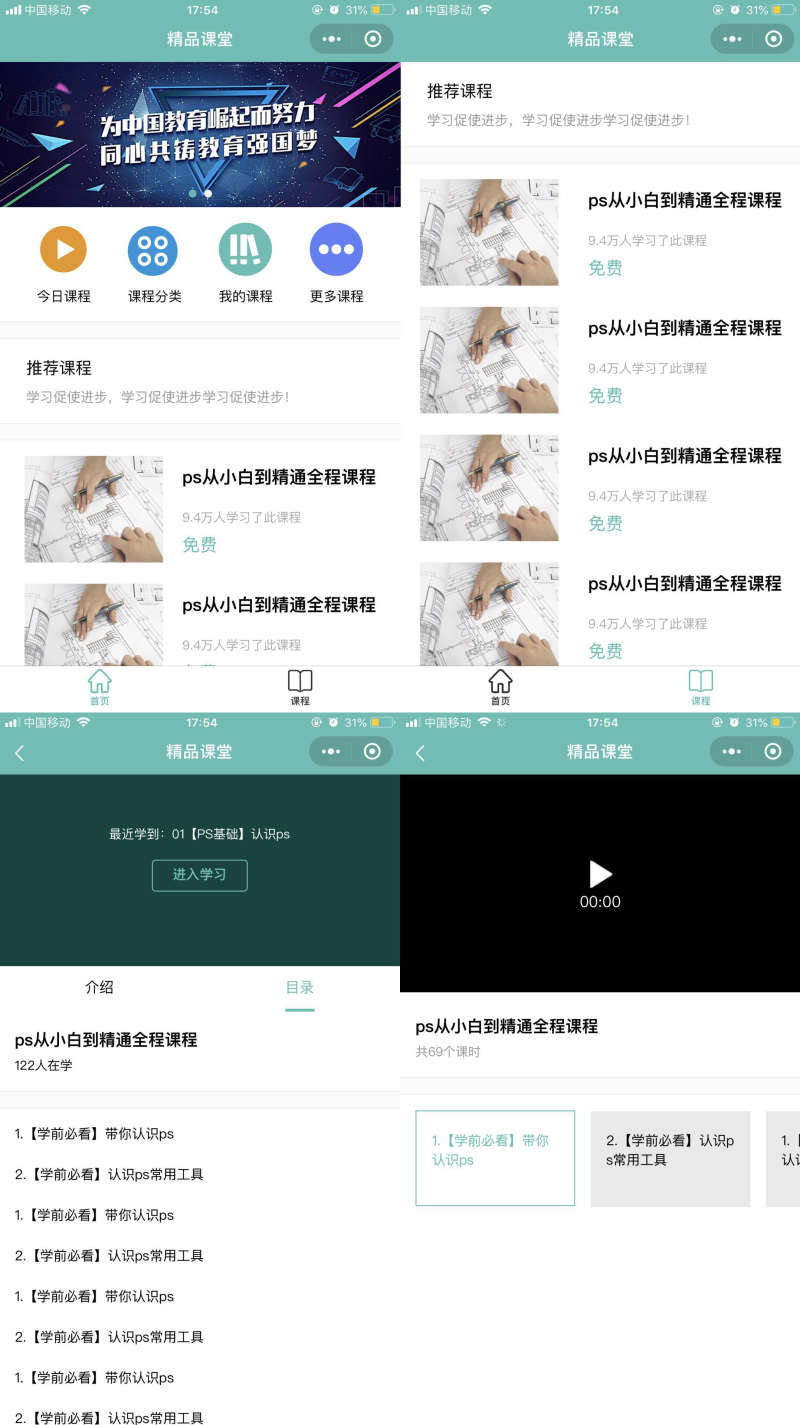 中国移动
17:54
31%
精品课堂
为中国教育崛起而努力
同心共铸教育强国梦
今日课程
课程分类
我的课程
更多课程
推荐课程
学习促使进步，学习促使进步学习促使进步！
ps从小白到精通全程课程
9.4万人学习了此课程
免费
ps从小白到精通全程课程
9.4万人学习了此课程
免费
首页
课程
中国移动
17:54
31%
精品课堂
推荐课程
学习促使进步，学习促使进步学习促使进步！
ps从小白到精通全程课程
9.4万人学习了此课程
免费
ps从小白到精通全程课程
9.4万人学习了此课程
免费
ps从小白到精通全程课程
9.4万人学习了此课程
免费
ps从小白到精通全程课程
9.4万人学习了此课程
免费
首页
课程
中国移动
17:54
31%
精品课堂
最近学到：01【PS基础】认识ps
进入学习
介绍
目录
ps从小白到精通全程课程
122人在学
1.【学前必看】带你认识ps
2.【学前必看】认识ps常用工具
1.【学前必看】带你认识ps
2.【学前必看】认识ps常用工具
1.【学前必看】带你认识ps
2.【学前必看】认识ps常用工具
1.【学前必看】带你认识ps
2.【学前必看】认识ps常用工具
中国移动
17:54
31%
精品课堂
00:00
ps从小白到精通全程课程
共69个课时
1.【学前必看】带你
认识ps
2.【学前必看】认识p
s常用工具
1.【
认